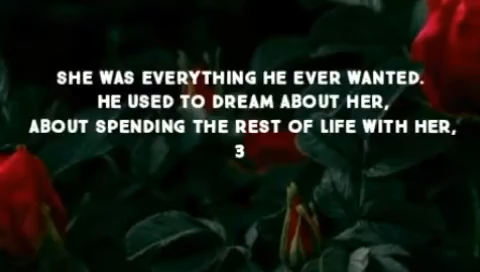 SHE WAS EVERYTHING HE EVER WANTED.
HE USED TO DREAM ABOUT HER,
ABOUT SPENDING THE REST OF LIFE WITH HER,
3